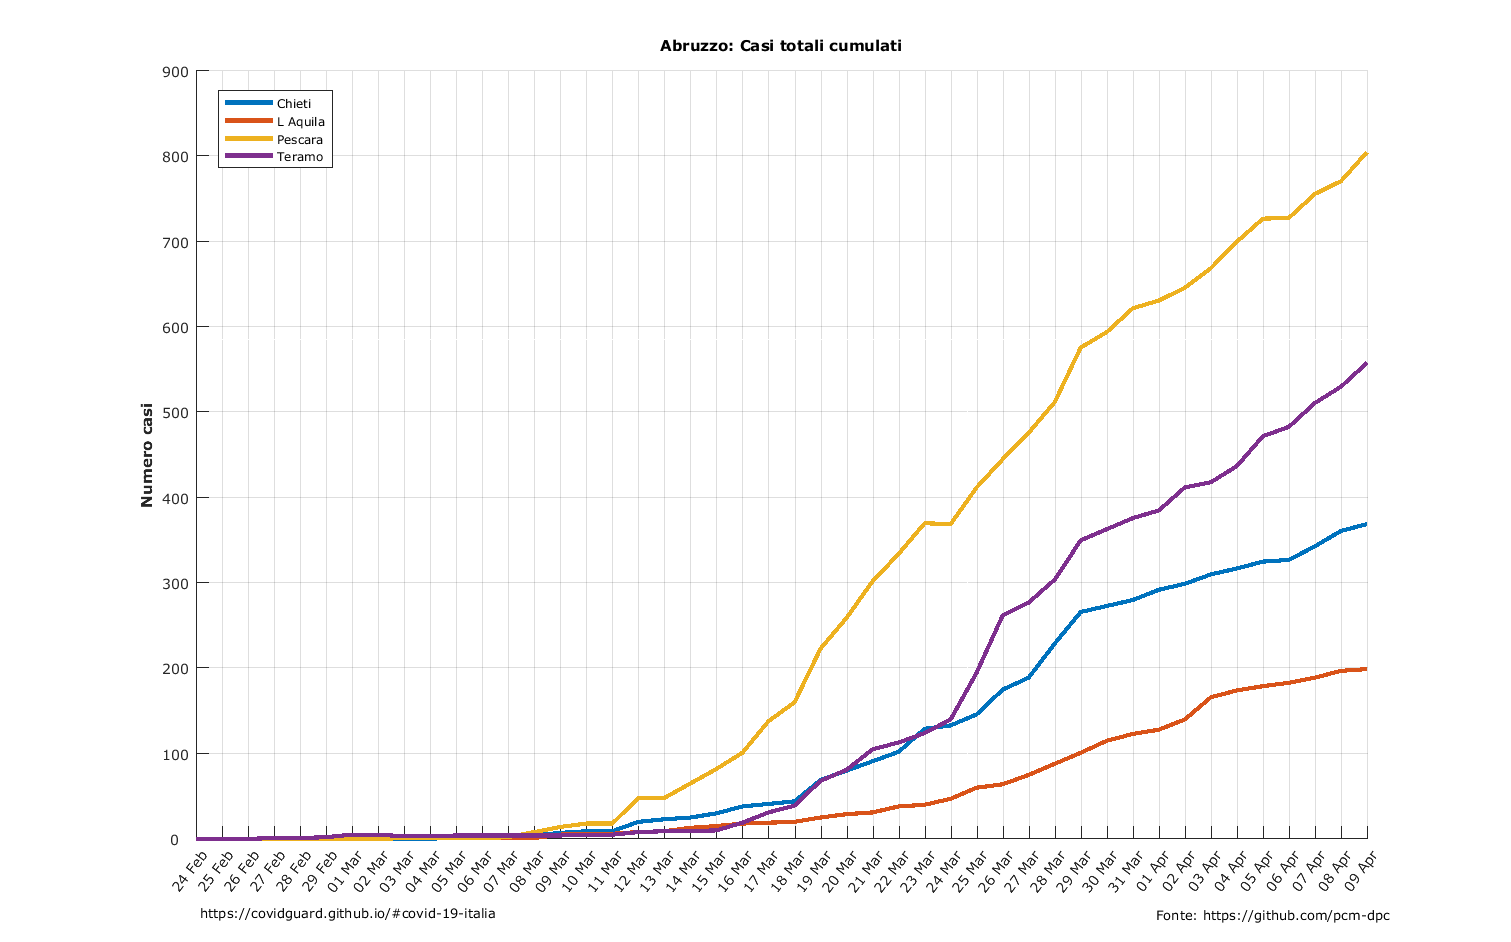 Abruzzo: Casi totali cumulati
900
800
700
600
500
400
300
200
100
0
Numero casi
Chieti
L Aquila
Pescara
Teramo
24 Feb
25 Feb
26 Feb
27 Feb
28 Feb
29 Feb
01 Mar
02 Mar
03 Mar
04 Mar
05 Mar
06 Mar
07 Mar
08 Mar
09 Mar
10 Mar
11 Mar
12 Mar
13 Mar
14 Mar
15 Mar
16 Mar
17 Mar
18 Mar
19 Mar
20 Mar
21 Mar
22 Mar
23 Mar
24 Mar
25 Mar
26 Mar
27 Mar
28 Mar
29 Mar
30 Mar
31 Mar
01 Apr
02 Apr
03 Apr
04 Apr
05 Apr
06 Apr
07 Apr
08 Apr
09 Apr
https://covidguard.github.io/#covid-19-italia
Fonte: https://github.com/pcm-dpc